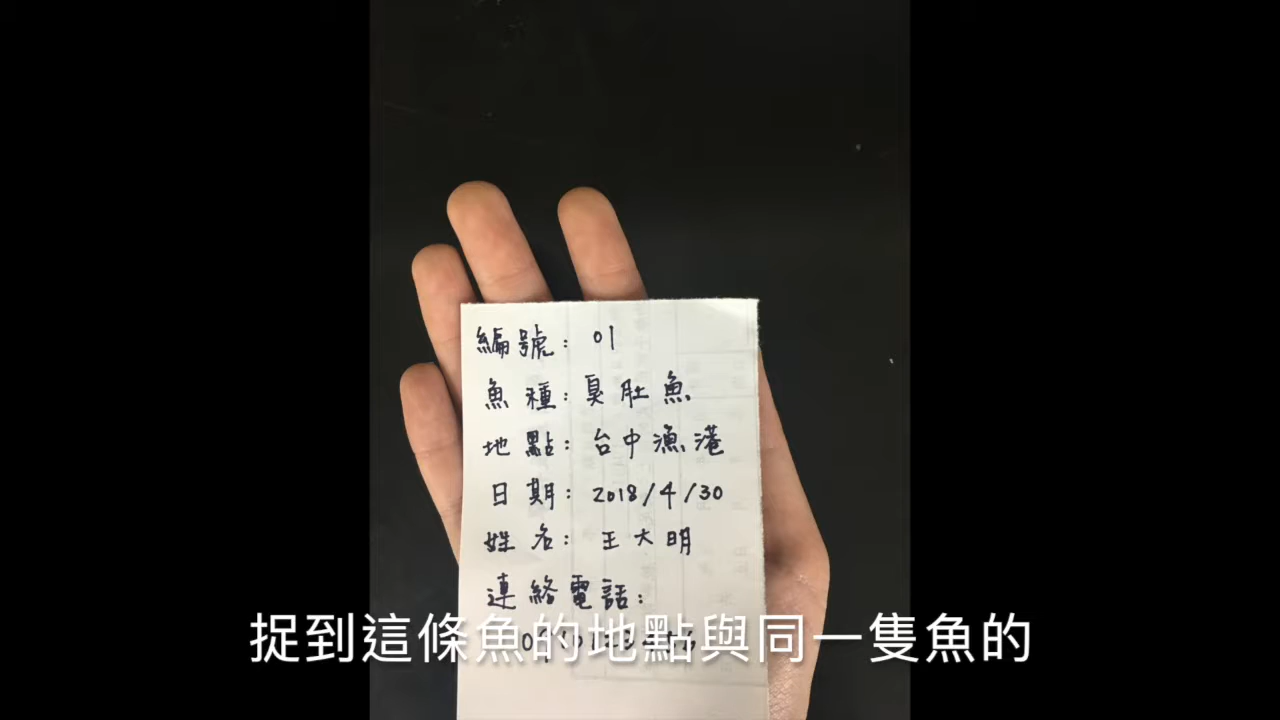 編號：01
魚種：臭肚魚
地點：台中漁港
日期：2018/4/30
姓名：王大明
連絡電話：
捉到這條魚的地點與同一隻魚的